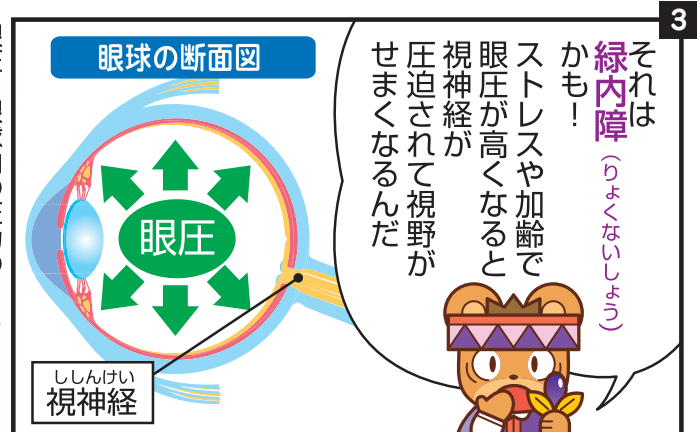 3
それは
緑内障（りょくないしょう）
かも！
ストレスや加齢で
眼圧が高くなると
視神経が
圧迫されて視野が
せまくなるんだ
眼球の断面図
眼圧
ししんけい
視神経